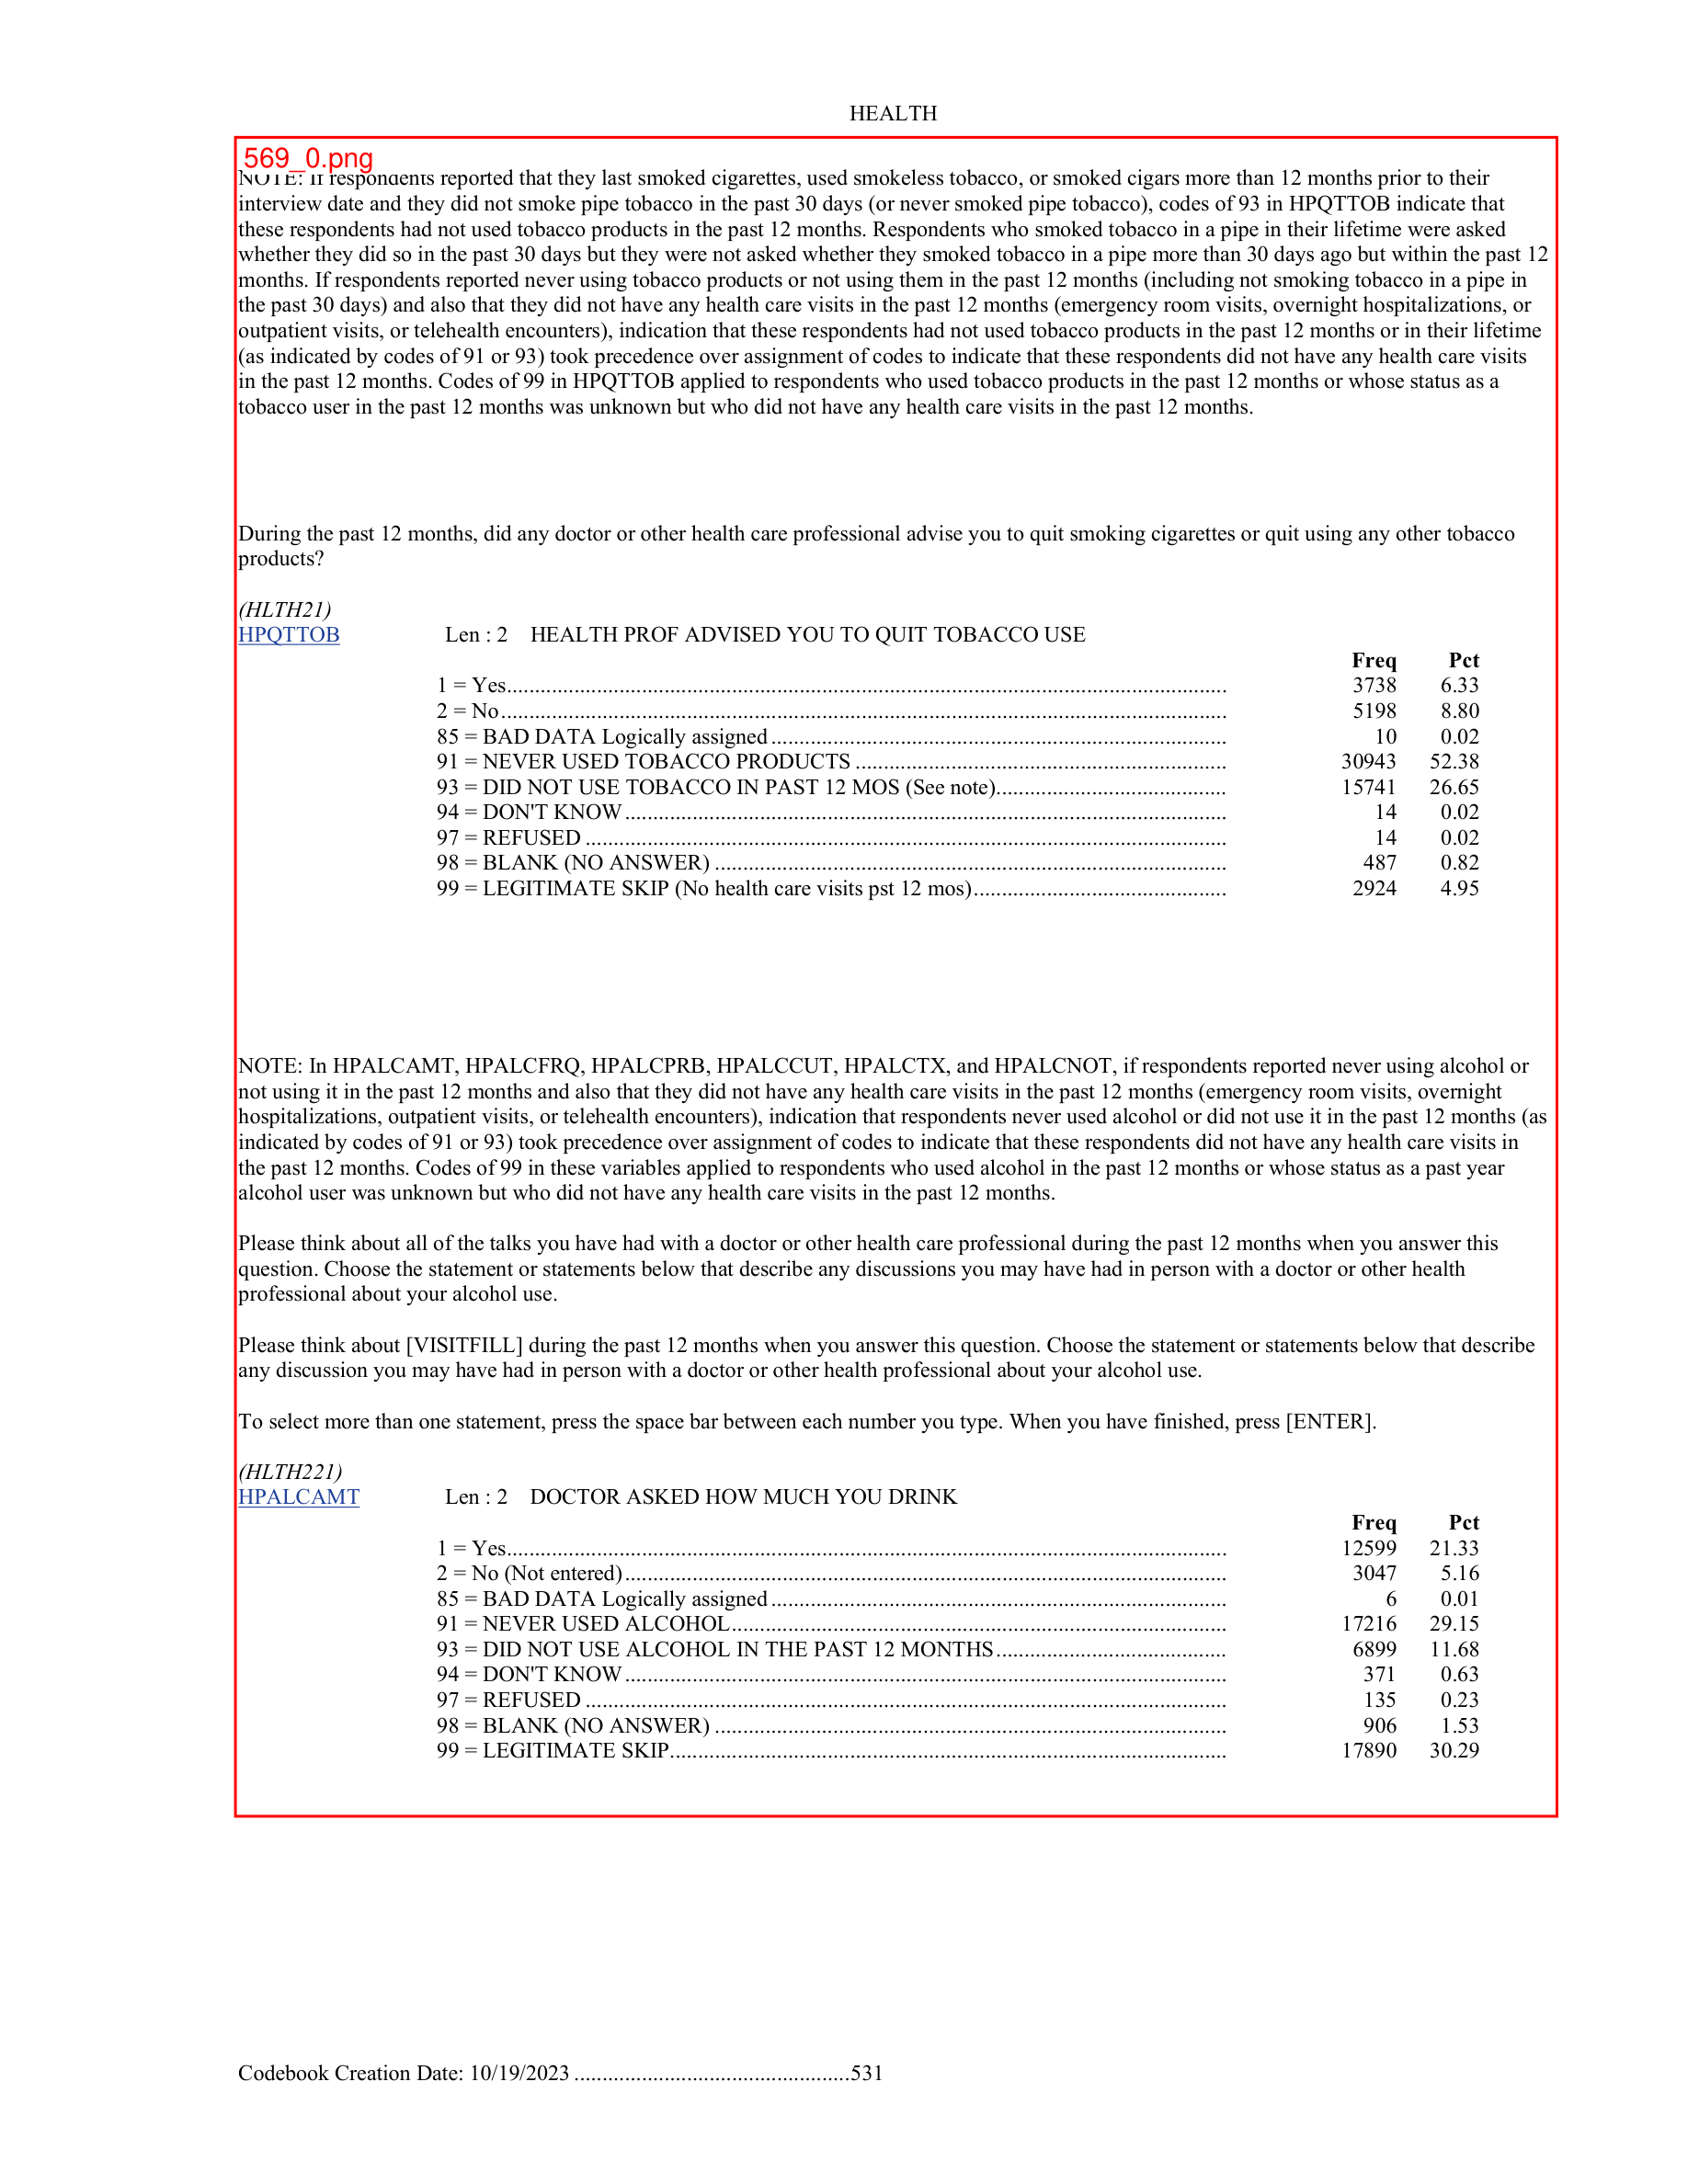 HEALTH
569_0.png
NOTE: If respondents reported that they last smoked cigarettes, used smokeless tobacco, or smoked cigars more than 12 months prior to their
interview date and they did not smoke pipe tobacco in the past 30 days (or never smoked pipe tobacco), codes of 93 in HPQTTOB indicate that
these respondents had not used tobacco products in the past 12 months. Respondents who smoked tobacco in a pipe in their lifetime were asked
whether they did so in the past 30 days but they were not asked whether they smoked tobacco in a pipe more than 30 days ago but within the past 12
months. If respondents reported never using tobacco products or not using them in the past 12 months (including not smoking tobacco in a pipe in
the past 30 days) and also that they did not have any health care visits in the past 12 months (emergency room visits, overnight hospitalizations, or
outpatient visits, or telehealth encounters), indication that these respondents had not used tobacco products in the past 12 months or in their lifetime
(as indicated by codes of 91 or 93) took precedence over assignment of codes to indicate that these respondents did not have any health care visits
in the past 12 months. Codes of 99 in HPQTTOB applied to respondents who used tobacco products in the past 12 months or whose status as a
tobacco user in the past 12 months was unknown but who did not have any health care visits in the past 12 months.
During the past 12 months, did any doctor or other health care professional advise you to quit smoking cigarettes or quit using any other tobacco
products?
(HLTH21)
HPQTTOB Len : 2 HEALTH PROF ADVISED YOU TO QUIT TOBACCO USE
Freq Pct
1 = Yes 3738 6.33
2 = No 5198 8.80
85 = BAD DATA Logically assigned 10 0.02
91 = NEVER USED TOBACCO PRODUCTS 30943 52.38
93 = DID NOT USE TOBACCO IN PAST 12 MOS (See note) 15741 26.65
94 = DON'T KNOW 14 0.02
97 = REFUSED 14 0.02
98 = BLANK (NO ANSWER) 487 0.82
99 = LEGITIMATE SKIP (No health care visits pst 12 mos) 2924 4.95
NOTE: In HPALCAMT, HPALCFRQ, HPALCPRB, HPALCCUT, HPALCTX, and HPALCNOT, if respondents reported never using alcohol or
not using it in the past 12 months and also that they did not have any health care visits in the past 12 months (emergency room visits, overnight
hospitalizations, outpatient visits, or telehealth encounters), indication that respondents never used alcohol or did not use it in the past 12 months (as
indicated by codes of 91 or 93) took precedence over assignment of codes to indicate that these respondents did not have any health care visits in
the past 12 months. Codes of 99 in these variables applied to respondents who used alcohol in the past 12 months or whose status as a past year
alcohol user was unknown but who did not have any health care visits in the past 12 months.
Please think about all of the talks you have had with a doctor or other health care professional during the past 12 months when you answer this
question. Choose the statement or statements below that describe any discussions you may have had in person with a doctor or other health
professional about your alcohol use.
Please think about [VISITFILL] during the past 12 months when you answer this question. Choose the statement or statements below that describe
any discussion you may have had in person with a doctor or other health professional about your alcohol use.
To select more than one statement, press the space bar between each number you type. When you have finished, press [ENTER].
(HLTH221)
HPALCAMT Len : 2 DOCTOR ASKED HOW MUCH YOU DRINK
Freq Pct
1 = Yes 12599 21.33
2 = No (Not entered) 3047 5.16
85 = BAD DATA Logically assigned 6 0.01
91 = NEVER USED ALCOHOL 17216 29.15
93 = DID NOT USE ALCOHOL IN THE PAST 12 MONTHS 6899 11.68
94 = DON'T KNOW 371 0.63
97 = REFUSED 135 0.23
98 = BLANK (NO ANSWER) 906 1.53
99 = LEGITIMATE SKIP 17890 30.29
Codebook Creation Date: 10/19/2023 .................................................531